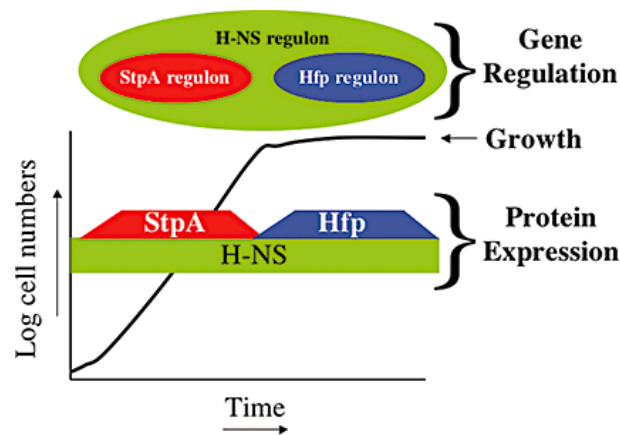 H-NS regulon
StpA regulon
Hfp regulon
Gene
Regulation
Growth
StpA
Hfp
H-NS
Protein
Expression
Log cell numbers
Time